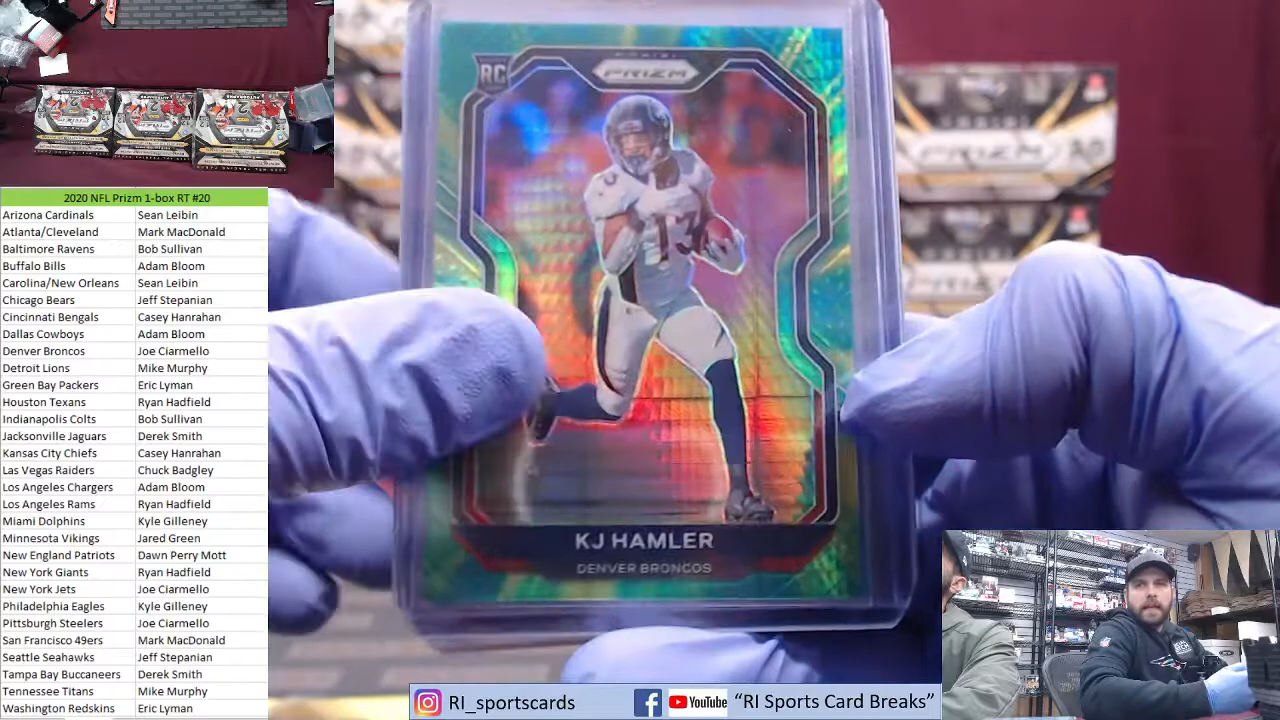 2020 NFL Prizm 1-box RT #20
Arizona Cardinals Sean Leibin
Atlanta/Cleveland Mark MacDonald
Baltimore Ravens Bob Sullivan
Buffalo Bills Adam Bloom
Carolina/New Orleans Sean Leibin
Chicago Bears Jeff Stepanian
Cincinnati Bengals Casey Hanrahan
Dallas Cowboys Adam Bloom
Denver Broncos Joe Ciarmello
Detroit Lions Mike Murphy
Green Bay Packers Eric Lyman
Houston Texans Ryan Hadfield
Indianapolis Colts Bob Sullivan
Jacksonville Jaguars Derek Smith
Kansas City Chiefs Casey Hanrahan
Las Vegas Raiders Chuck Badgley
Los Angeles Chargers Adam Bloom
Los Angeles Rams Ryan Hadfield
Miami Dolphins Kyle Gilleney
Minnesota Vikings Jared Green
New England Patriots Dawn Perry Mott
New York Giants Ryan Hadfield
New York Jets Joe Ciarmello
Philadelphia Eagles Kyle Gilleney
Pittsburgh Steelers Joe Ciarmello
San Francisco 49ers Mark MacDonald
Seattle Seahawks Jeff Stepanian
Tampa Bay Buccaneers Derek Smith
Tennessee Titans Mike Murphy
Washington Redskins Eric Lyman
RC
PRIZM
13
KJ HAMLER
DENVER BRONCOS
RI_sportscards
YouTube "RI Sports Card Breaks"